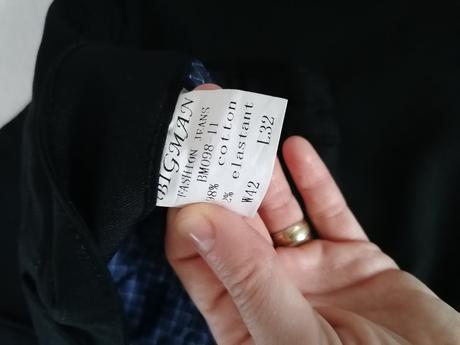 BIGMAN
FASHION JEANS
BM098-11
98% cotton
2% elastant
W42 L32